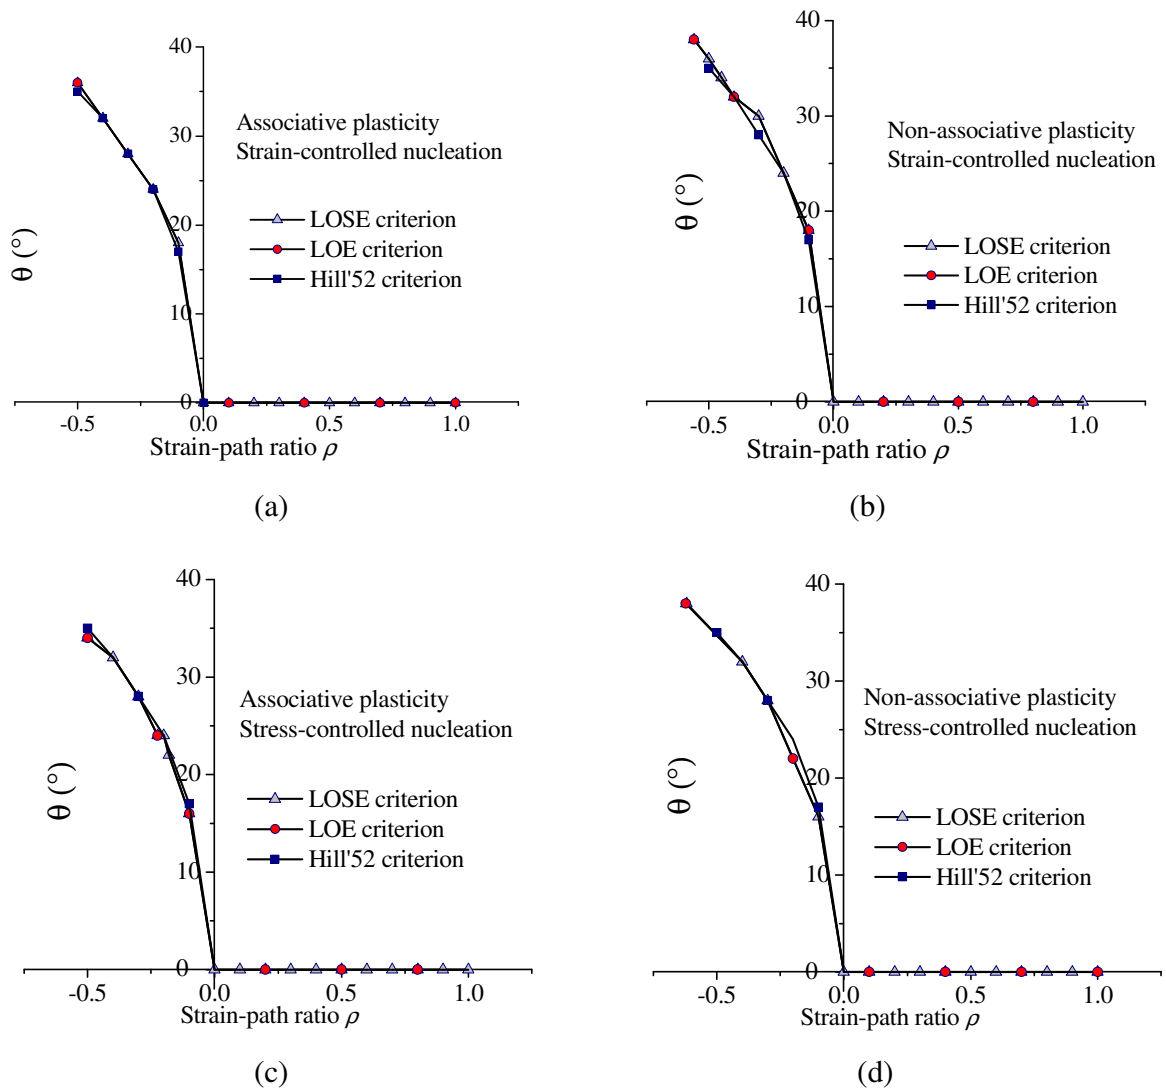 40
30
20
10
0
θ (°)
Associative plasticity
Strain-controlled nucleation
LOSE criterion
LOE criterion
Hill'52 criterion
-0.5 0.0 0.5 1.0
Strain-path ratio ρ
(a)
40
30
20
10
0
θ (°)
Non-associative plasticity
Strain-controlled nucleation
LOSE criterion
LOE criterion
Hill'52 criterion
-0.5 0.0 0.5 1.0
Strain-path ratio ρ
(b)
40
30
20
10
0
θ (°)
Associative plasticity
Stress-controlled nucleation
LOSE criterion
LOE criterion
Hill'52 criterion
-0.5 0.0 0.5 1.0
Strain-path ratio ρ
(c)
40
30
20
10
0
θ (°)
Non-associative plasticity
Stress-controlled nucleation
LOSE criterion
LOE criterion
Hill'52 criterion
-0.5 0.0 0.5 1.0
Strain-path ratio ρ
(d)